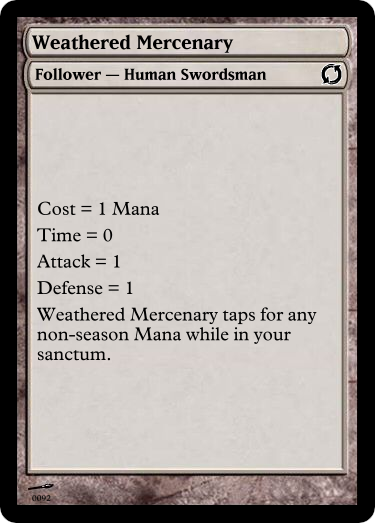 Weathered Mercenary
Follower — Human Swordsman
Cost = 1 Mana
Time = 0
Attack = 1
Defense = 1
Weathered Mercenary taps for any
non-season Mana while in your
sanctum.
0092